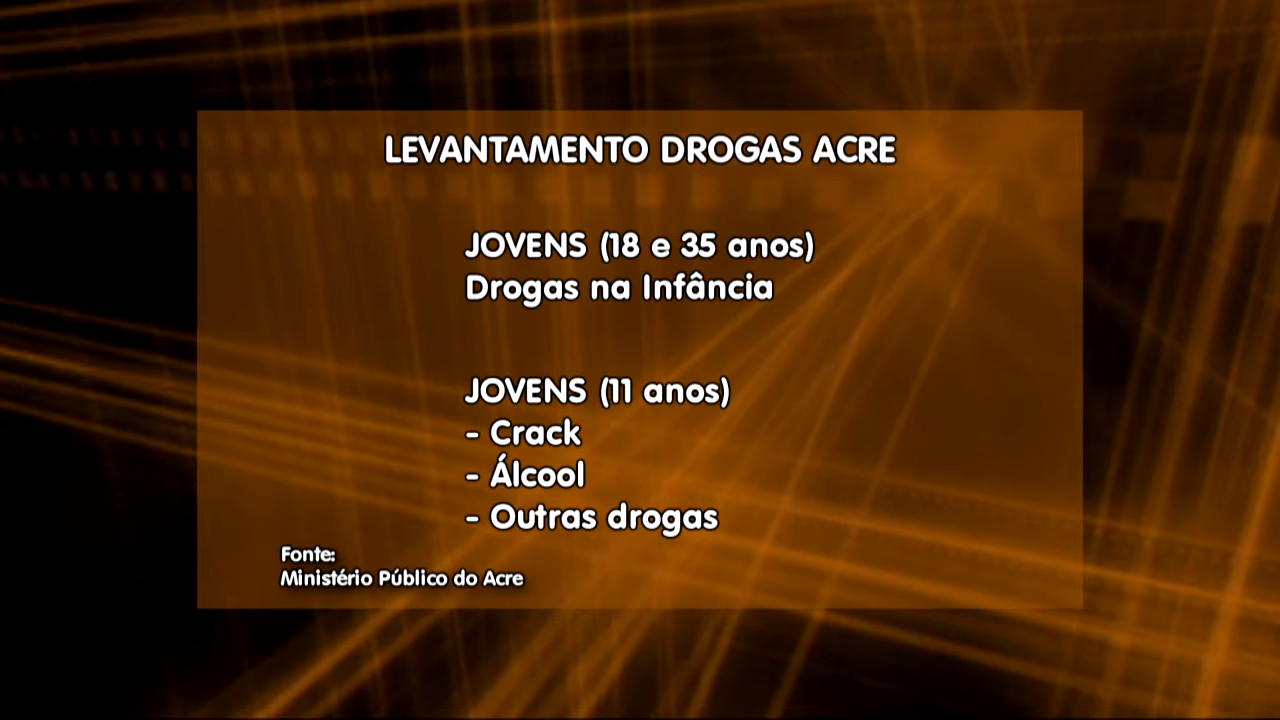 LEVANTAMENTO DROGAS ACRE
JOVENS (18 e 35 anos)
Drogas na Infância
JOVENS (11 anos)
- Crack
- Álcool
- Outras drogas
Fonte:
Ministério Público do Acre